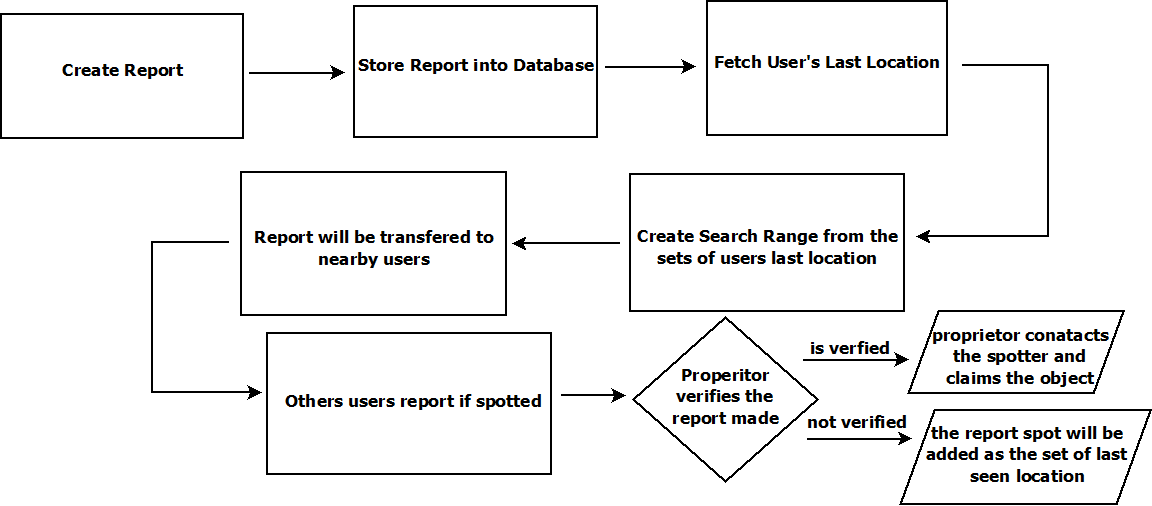 Create Report
Store Report into Database
Fetch User's Last Location
Create Search Range from the
sets of users last location
Report will be transfered to
nearby users
Others users report if spotted
Properitor
verifies the
report made
is verfied
proprietor conatacts
the spotter and
claims the object
not verified
the report spot will be
added as the set of last
seen location